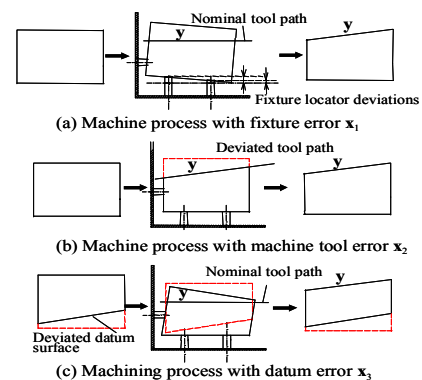 Nominal tool path
y
y
Fixture locator deviations
(a) Machine process with fixture error x1
Deviated tool path
y
y
(b) Machine process with machine tool error x2
Nominal tool path
y
y
Deviated datum
surface
(c) Machining process with datum error x3